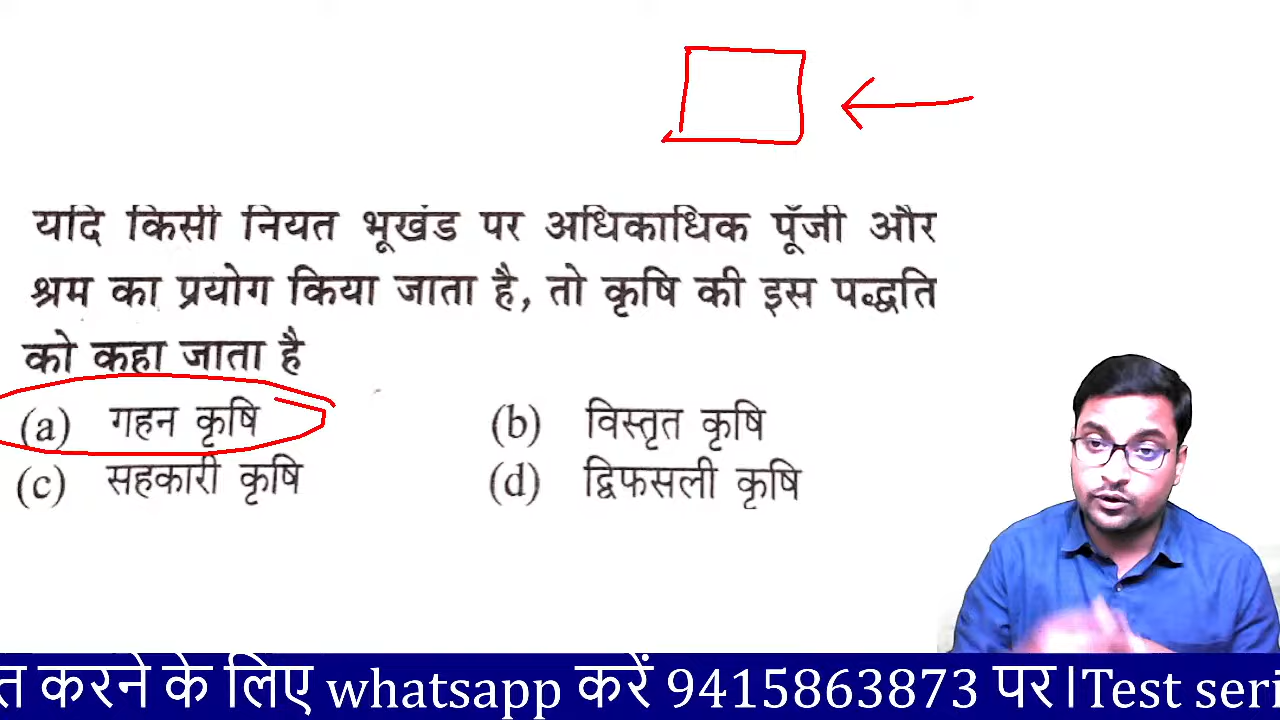 यदि किसी नियत भूखंड पर अधिकाधिक पूँजी और
श्रम का प्रयोग किया जाता है, तो कृषि की इस पद्धति
को कहा जाता है
(a) गहन कृषि (b) विस्तृत कृषि
(c) सहकारी कृषि (d) द्विफसली कृषि
त करने के लिए whatsapp करें 9415863873 पर।Test seri